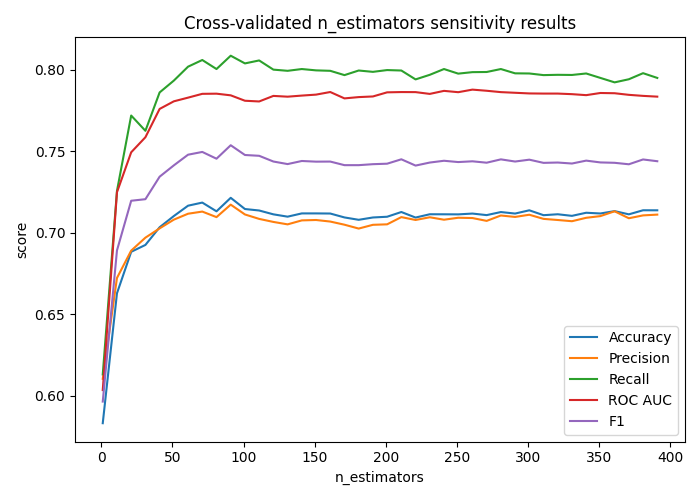 Cross-validated n_estimators sensitivity results
score
0.80
0.75
0.70
0.65
0.60
Accuracy
Precision
Recall
ROC AUC
F1
0 50 100 150 200 250 300 350 400
n_estimators